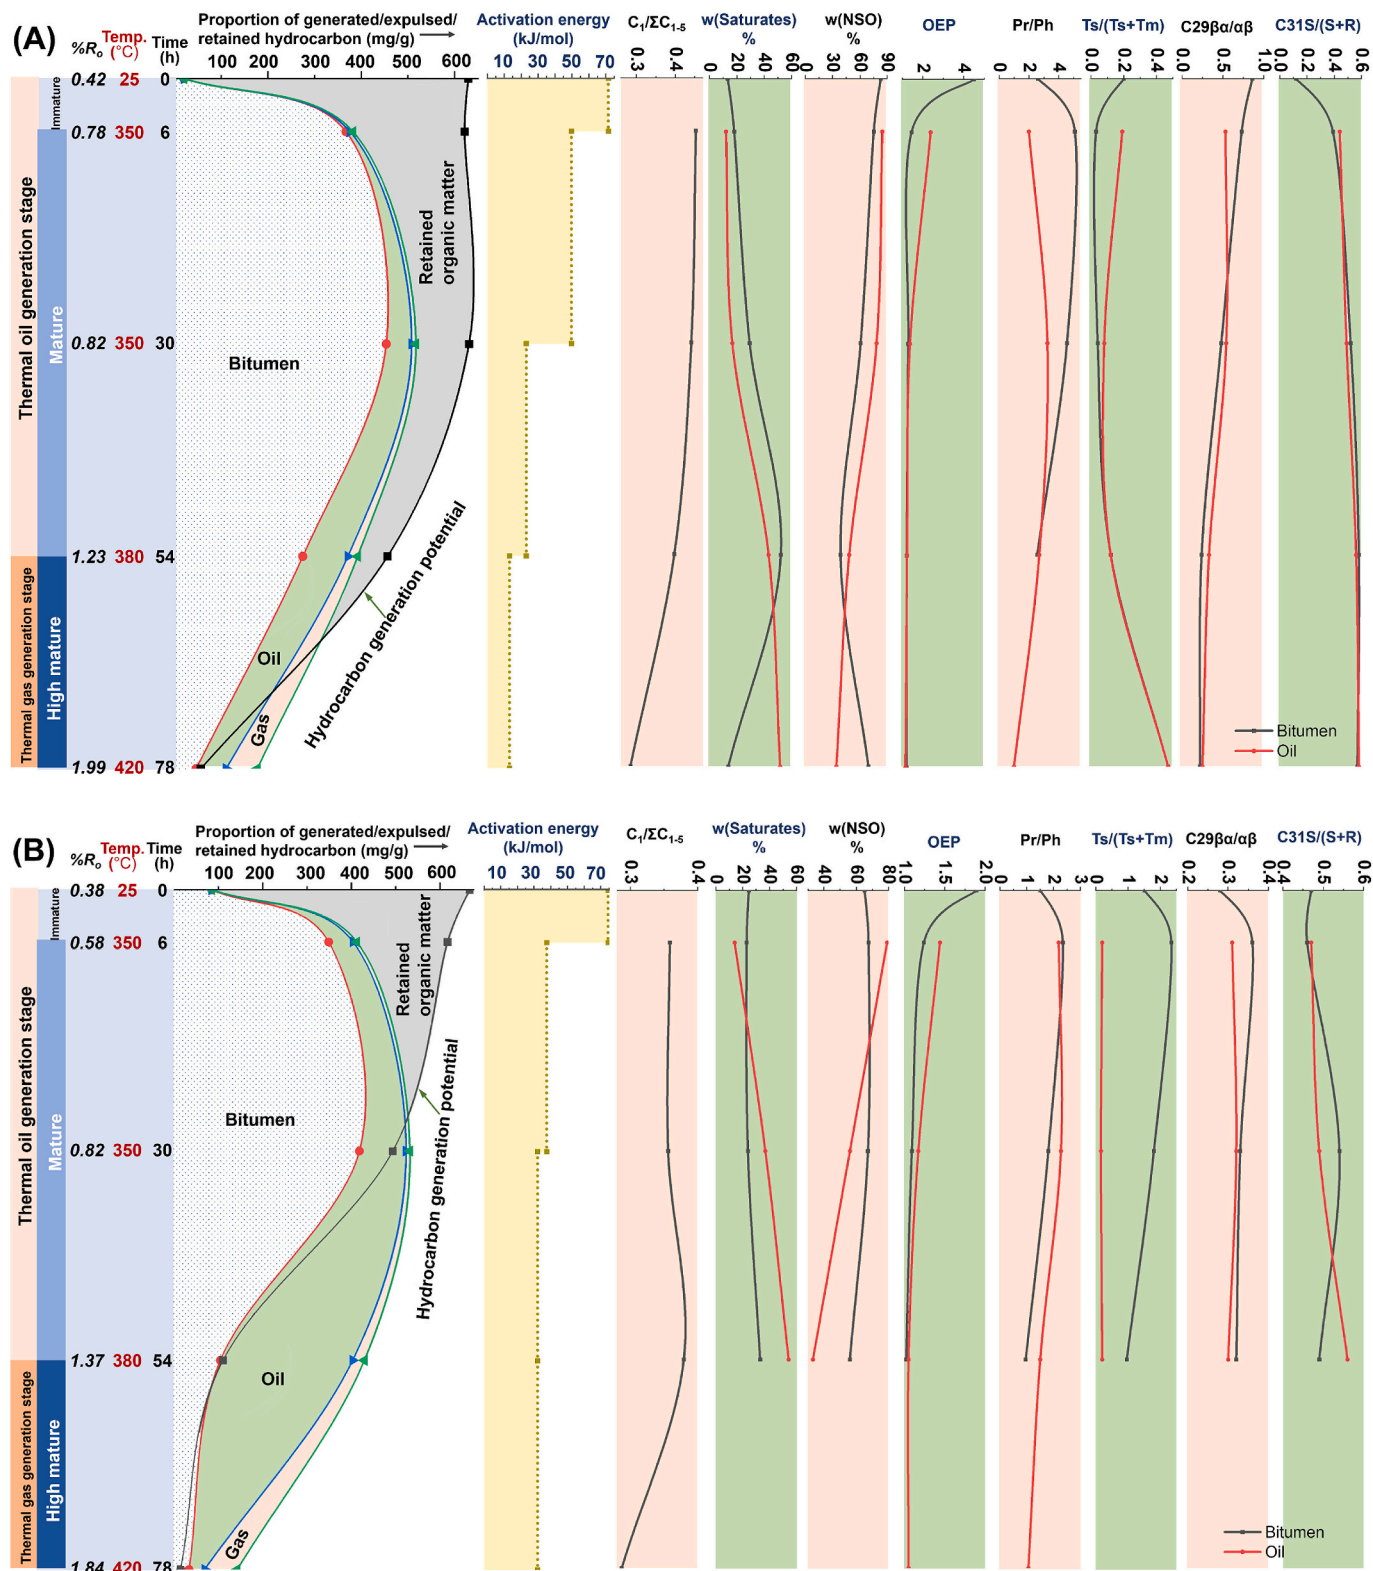 (A)
%Ro
Temp.
(°C)
Time
(h)
Proportion of generated/expulsed/
retained hydrocarbon (mg/g)
100 200 300 400 500 600
Activation energy
(kJ/mol)
10 20 30 40 50 60 70
C1/ΣC1-5
0.3 0.4
w(Saturates)
%
0 20 40 60
w(NSO)
%
0 30 60 90
OEP
2 4
Pr/Ph
0 2 4
Ts/(Ts+Tm)
0.0 0.2 0.4
C29βα/αβ
0.0 0.5 1.0
C31S/(S+R)
0.0 0.2 0.4 0.6
0.42 25 0
0.78 350 6
0.82 350 30
1.23 380 54
1.99 420 78
Thermal oil generation stage
Thermal gas generation stage
Immature
Mature
High mature
Retained
organic matter
Bitumen
Oil
Gas
Hydrocarbon generation potential
Bitumen
Oil
(B)
%Ro
Temp.
(°C)
Time
(h)
Proportion of generated/expulsed/
retained hydrocarbon (mg/g)
100 200 300 400 500 600
Activation energy
(kJ/mol)
10 20 30 40 50 60 70
C1/ΣC1-5
0.3 0.4
w(Saturates)
%
0 20 40 60
w(NSO)
%
40 60 80
OEP
1.0 1.5 2.0
Pr/Ph
0 1 2 3
Ts/(Ts+Tm)
0 1 2
C29βα/αβ
0.2 0.3 0.4
C31S/(S+R)
0.4 0.5 0.6
0.38 25 0
0.58 350 6
0.82 350 30
1.37 380 54
1.84 420 78
Thermal oil generation stage
Thermal gas generation stage
Immature
Mature
High mature
Retained
organic matter
Bitumen
Oil
Gas
Hydrocarbon generation potential
Bitumen
Oil